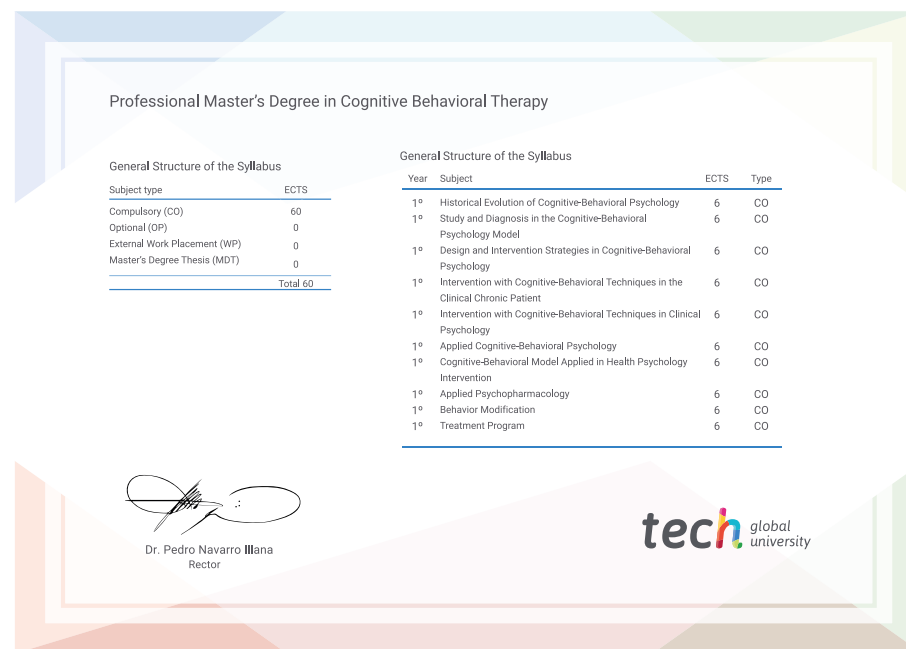 Professional Master's Degree in Cognitive Behavioral Therapy
General Structure of the Syllabus
Subject type ECTS
Compulsory (CO) 60
Optional (OP) 0
External Work Placement (WP) 0
Master's Degree Thesis (MDT) 0
Total 60
General Structure of the Syllabus
Year Subject ECTS Type
1º Historical Evolution of Cognitive-Behavioral Psychology 6 CO
1º Study and Diagnosis in the Cognitive-Behavioral 6 CO
Psychology Model
1º Design and Intervention Strategies in Cognitive-Behavioral 6 CO
Psychology
1º Intervention with Cognitive-Behavioral Techniques in the 6 CO
Clinical Chronic Patient
1º Intervention with Cognitive-Behavioral Techniques in Clinical 6 CO
Psychology
1º Applied Cognitive-Behavioral Psychology 6 CO
1º Cognitive-Behavioral Model Applied in Health Psychology 6 CO
Intervention
1º Applied Psychopharmacology 6 CO
1º Behavior Modification 6 CO
1º Treatment Program 6 CO
Dr. Pedro Navarro Illana
Rector
tech global
university